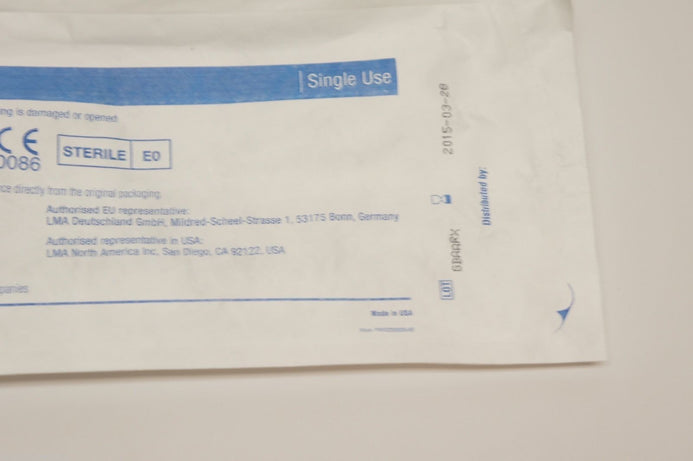 Single Use
ng is damaged or opened
CE
0086
STERILE EO
ce directly from the original packaging.
Authorised EU representative:
LMA Deutschland GmbH, Mildred-Scheel-Strasse 1, 53175 Bonn, Germany
Authorised representative in USA:
LMA North America Inc, San Diego, CA 92122, USA
panies
Made in USA
2015-03-28
LOT
Distributed by: